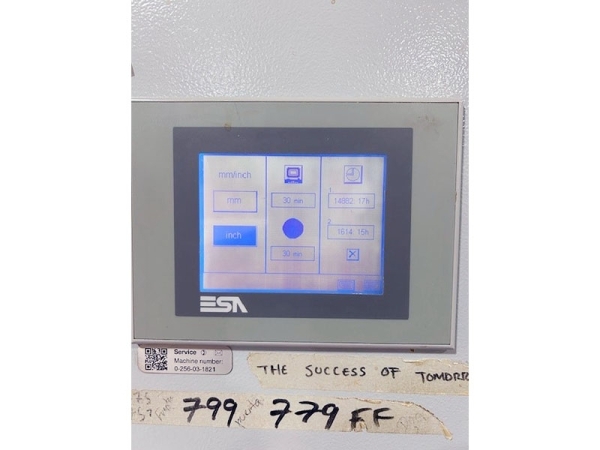 mm/inch
mm
inch
30 min
30 min
1
14992:17h
2
1614:15h
ESA
Service
Machine number:
0-256-03-1821
THE SUCCESS OF
799 779 FF